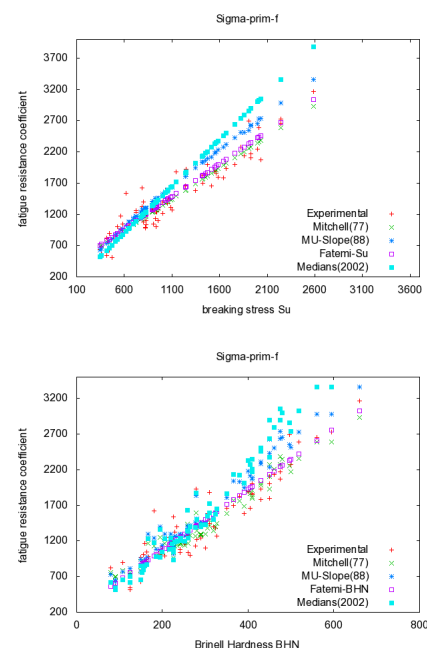 Sigma-prim-f
fatigue resistance coefficient
3700
3200
2700
2200
1700
1200
700
200
Experimental
Mitchell(77)
MU-Slope(88)
Fatemi-Su
Medians(2002)
100 600 1100 1600 2100 2600 3100 3600
breaking stress Su
Sigma-prim-f
fatigue resistance coefficient
3200
2700
2200
1700
1200
700
200
Experimental
Mitchell(77)
MU-Slope(88)
Fatemi-BHN
Medians(2002)
0 200 400 600 800
Brinell Hardness BHN